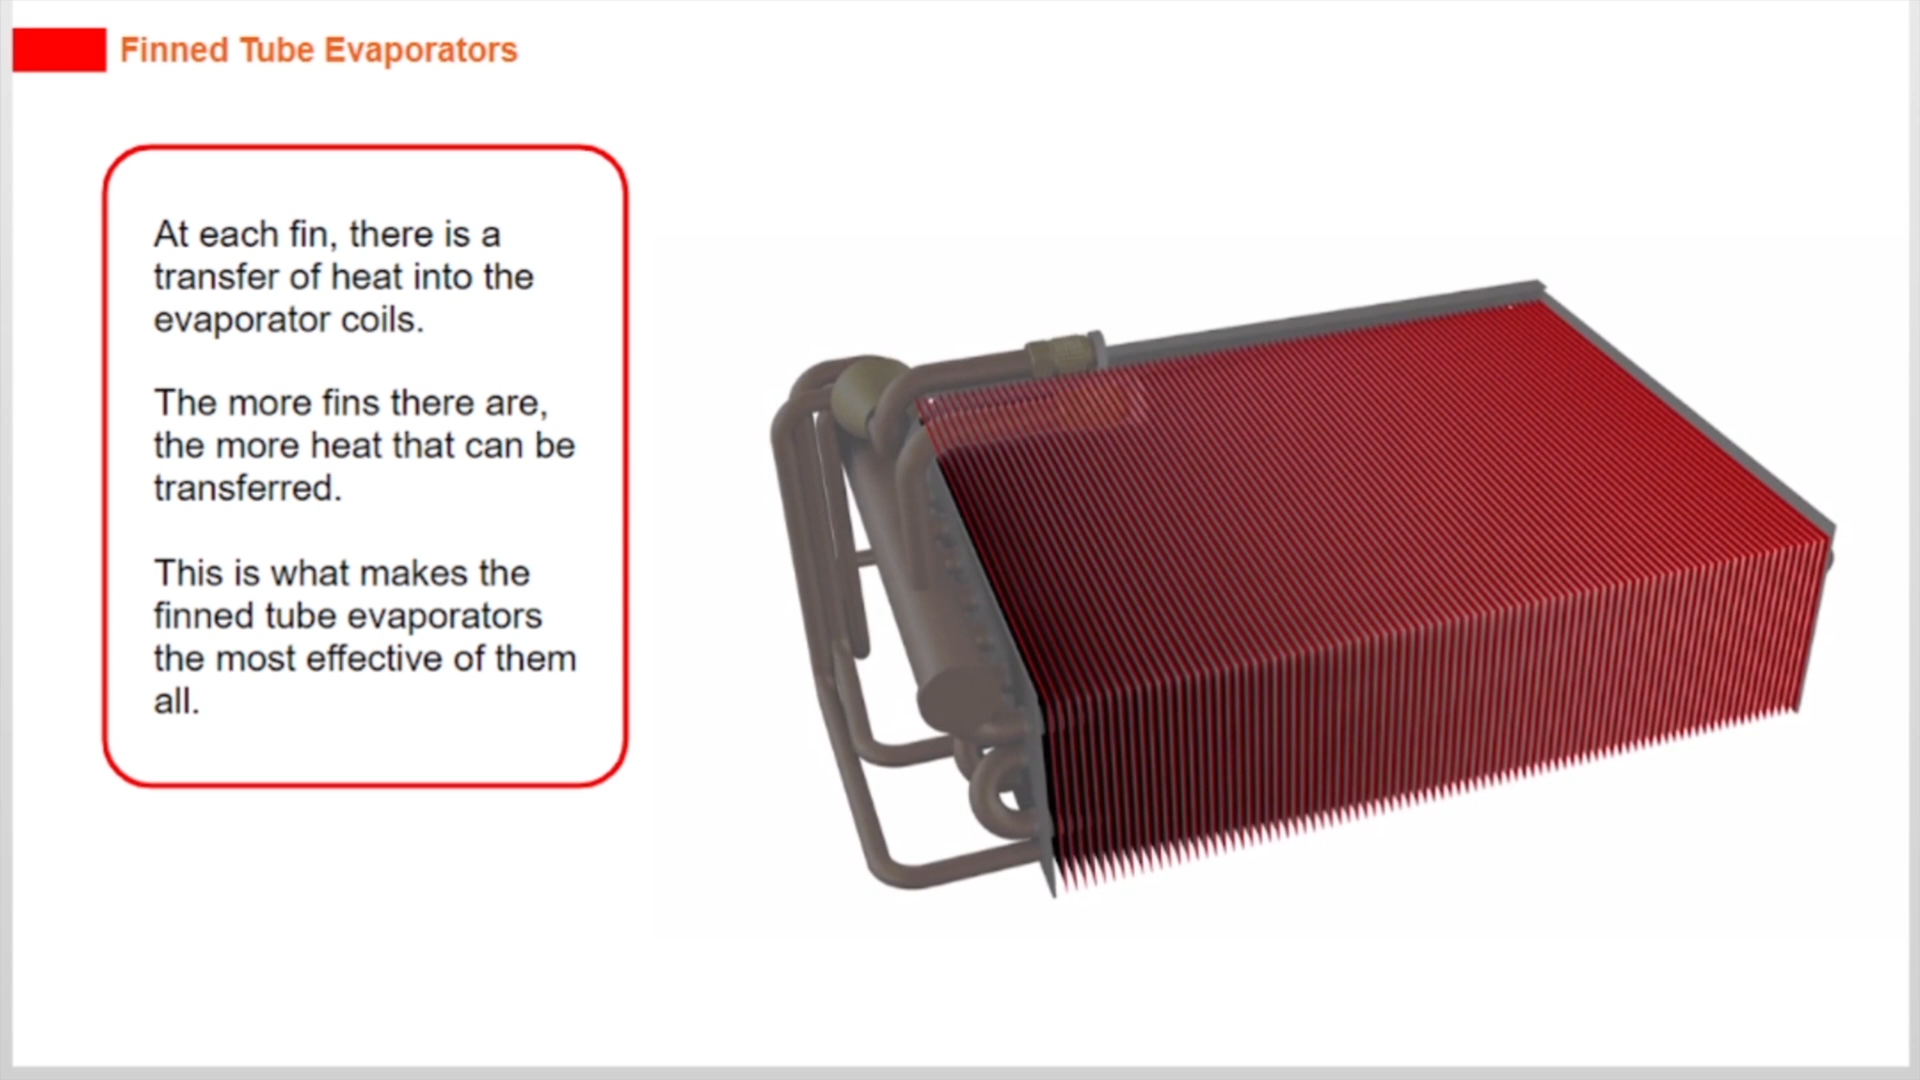 Finned Tube Evaporators
At each fin, there is a
transfer of heat into the
evaporator coils.
The more fins there are,
the more heat that can be
transferred.
This is what makes the
finned tube evaporators
the most effective of them
all.